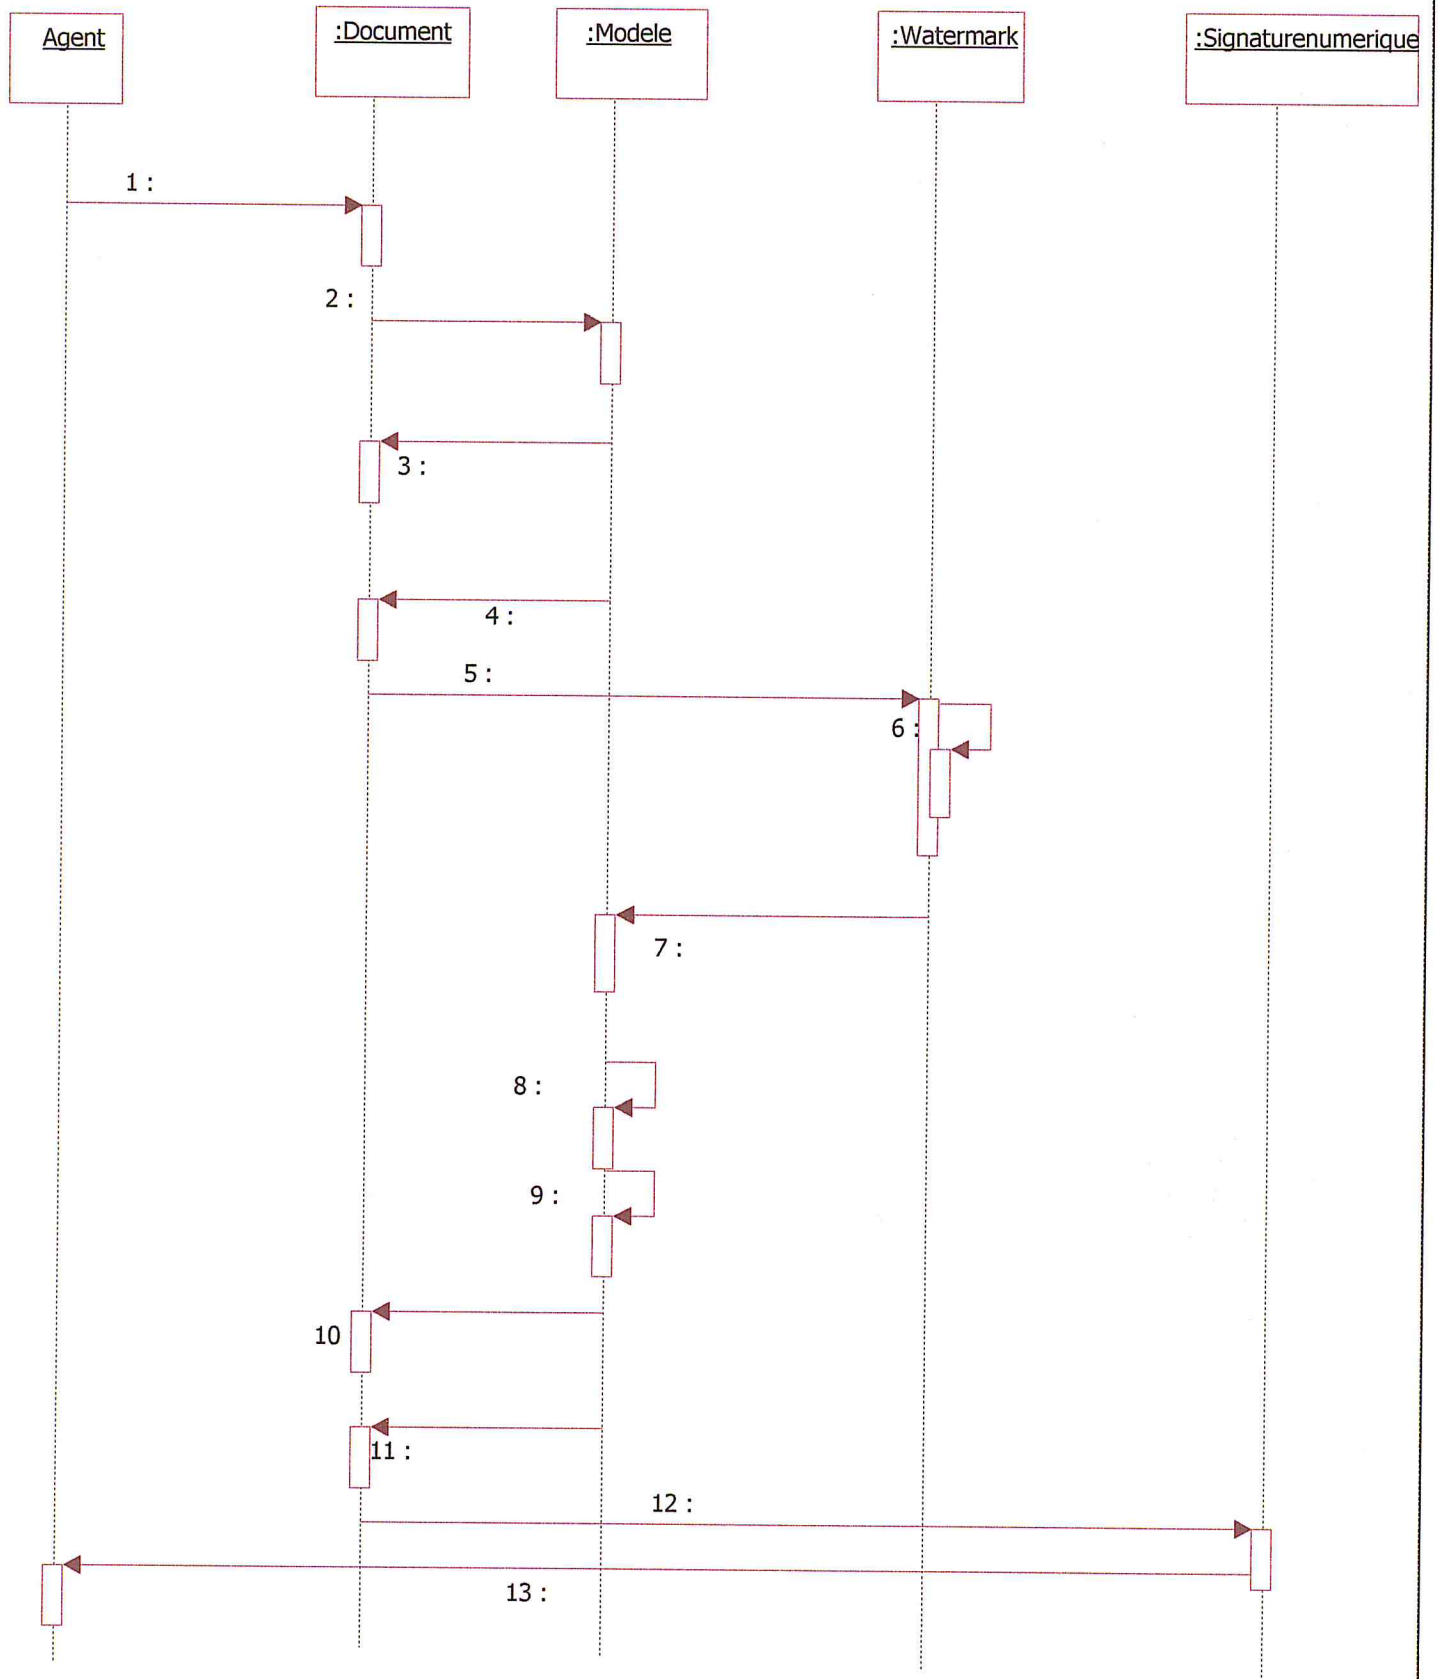 Agent
:Document
:Modele
:Watermark
:Signaturenumerique
1 :
2 :
3 :
4 :
5 :
6 :
7 :
8 :
9 :
10
11 :
12 :
13 :